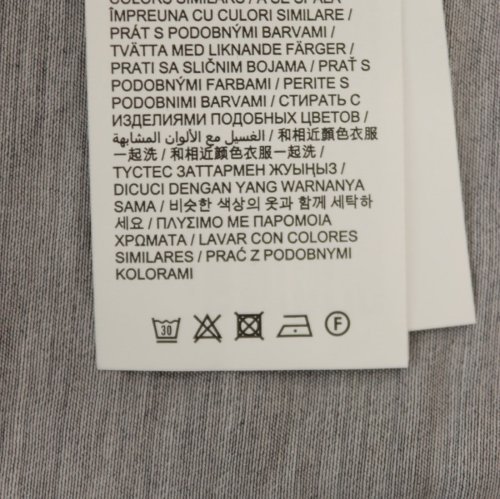 COLORS SIMILARS / A SE SPĂLA
ÎMPREUNA CU CULORI SIMILARE /
PRÁT S PODOBNÝMI BARVAMI /
TVÄTTA MED LIKNANDE FÄRGER /
PRATI SA SLIČNIM BOJAMA / PRAŤ S
PODOBNÝMI FARBAMI / PERITE S
PODOBNIMI BARVAMI / СТИРАТЬ С
ИЗДЕЛИЯМИ ПОДОБНЫХ ЦВЕТОВ /
الغسيل مع الألوان المشابهة / 和相近顏色衣服
一起洗 / 和相近颜色衣服一起洗 /
ТҮСТЕС ЗАТТАРМЕН ЖУЫҢЫЗ /
DICUCI DENGAN YANG WARNANYA
SAMA / 비슷한 색상의 옷과 함께 세탁하
세요 / ΠΛΥΣΙΜΟ ΜΕ ΠΑΡΟΜΟΙΑ
ΧΡΩΜΑΤΑ / LAVAR CON COLORES
SIMILARES / PRAĆ Z PODOBNYMI
KOLORAMI
30 F